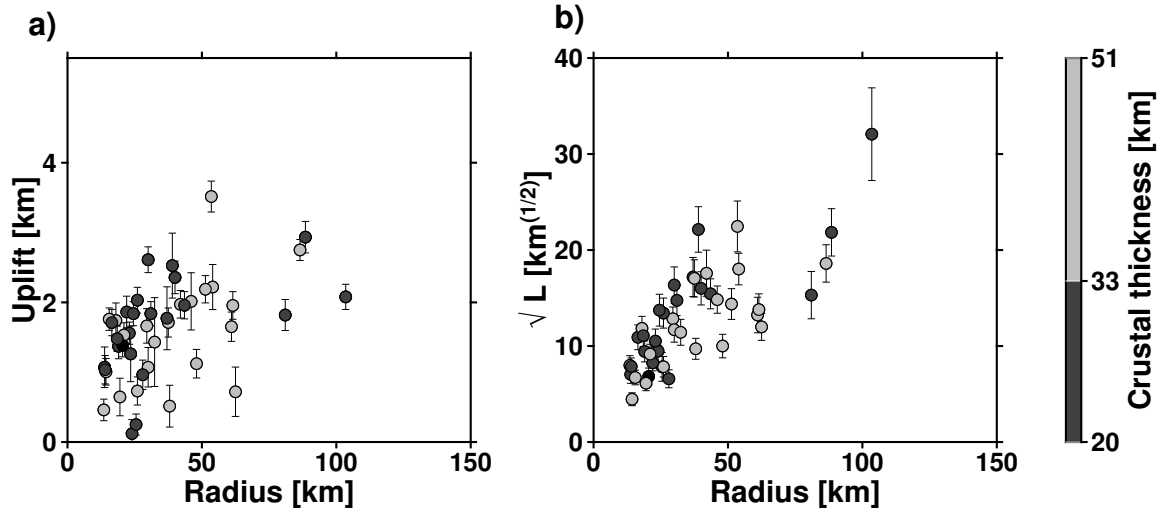 a)
Uplift [km]
4
2
0
0 50 100 150
Radius [km]
b)
√ L [km(1/2)]
40
30
20
10
0
0 50 100 150
Radius [km]
51
33
20
Crustal thickness [km]